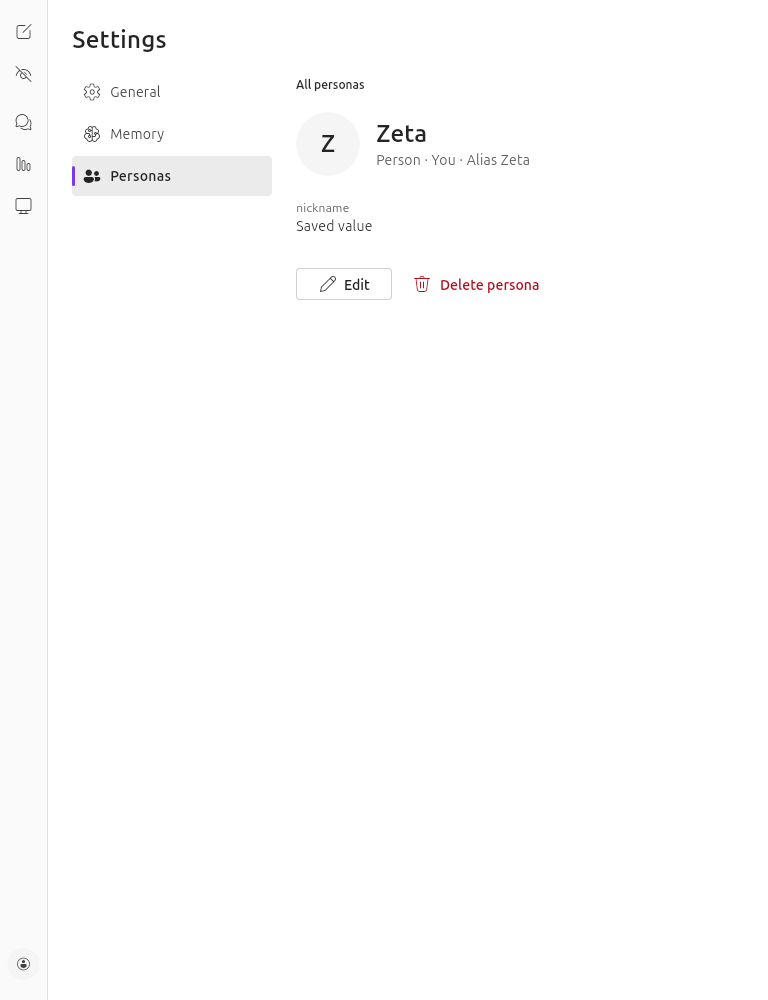 Settings
General
Memory
Personas
All personas
Z
Zeta
Person · You · Alias Zeta
nickname
Saved value
Edit
Delete persona